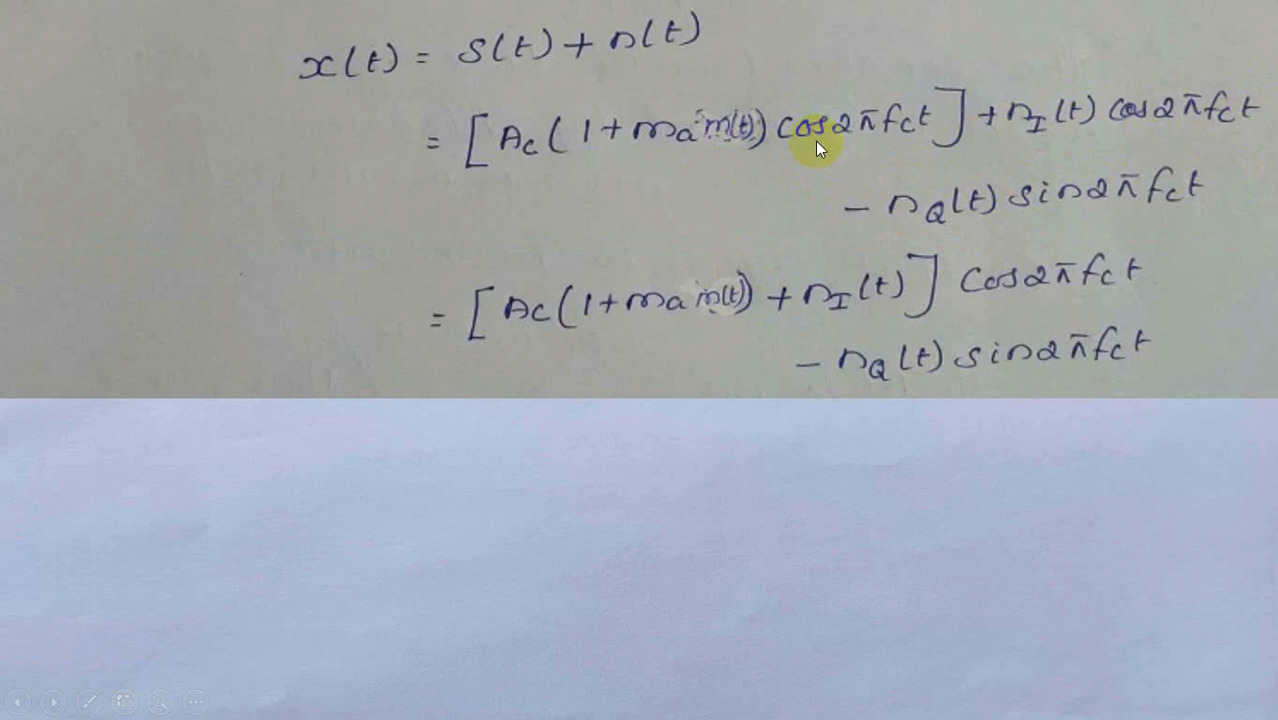 x(t) = S(t) + n(t)
= [Ac(1+ma m(t)) cos2πfct] + nI(t) cos2πfct
- nQ(t) sin2πfct
= [Ac(1+ma m(t)) + nI(t)] cos2πfct
- nQ(t) sin2πfct